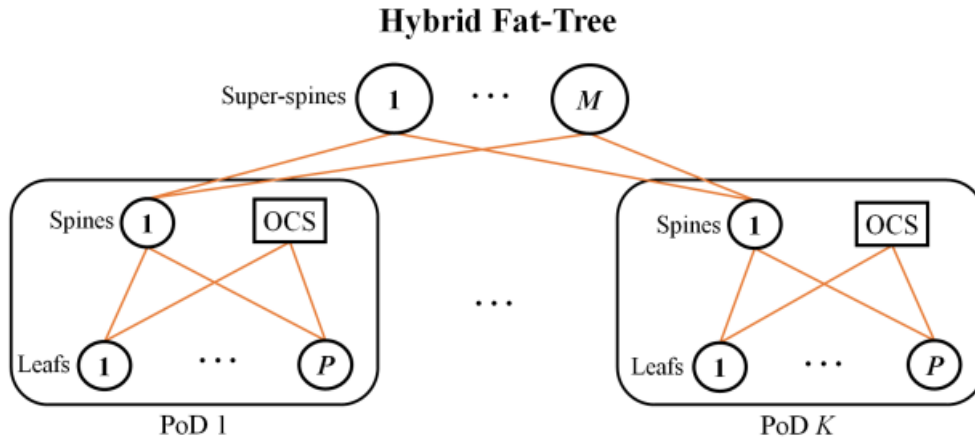 Hybrid Fat-Tree
Super-spines 1 ... M
Spines 1 OCS
Leafs 1 ... P
PoD 1
...
Spines 1 OCS
Leafs 1 ... P
PoD K